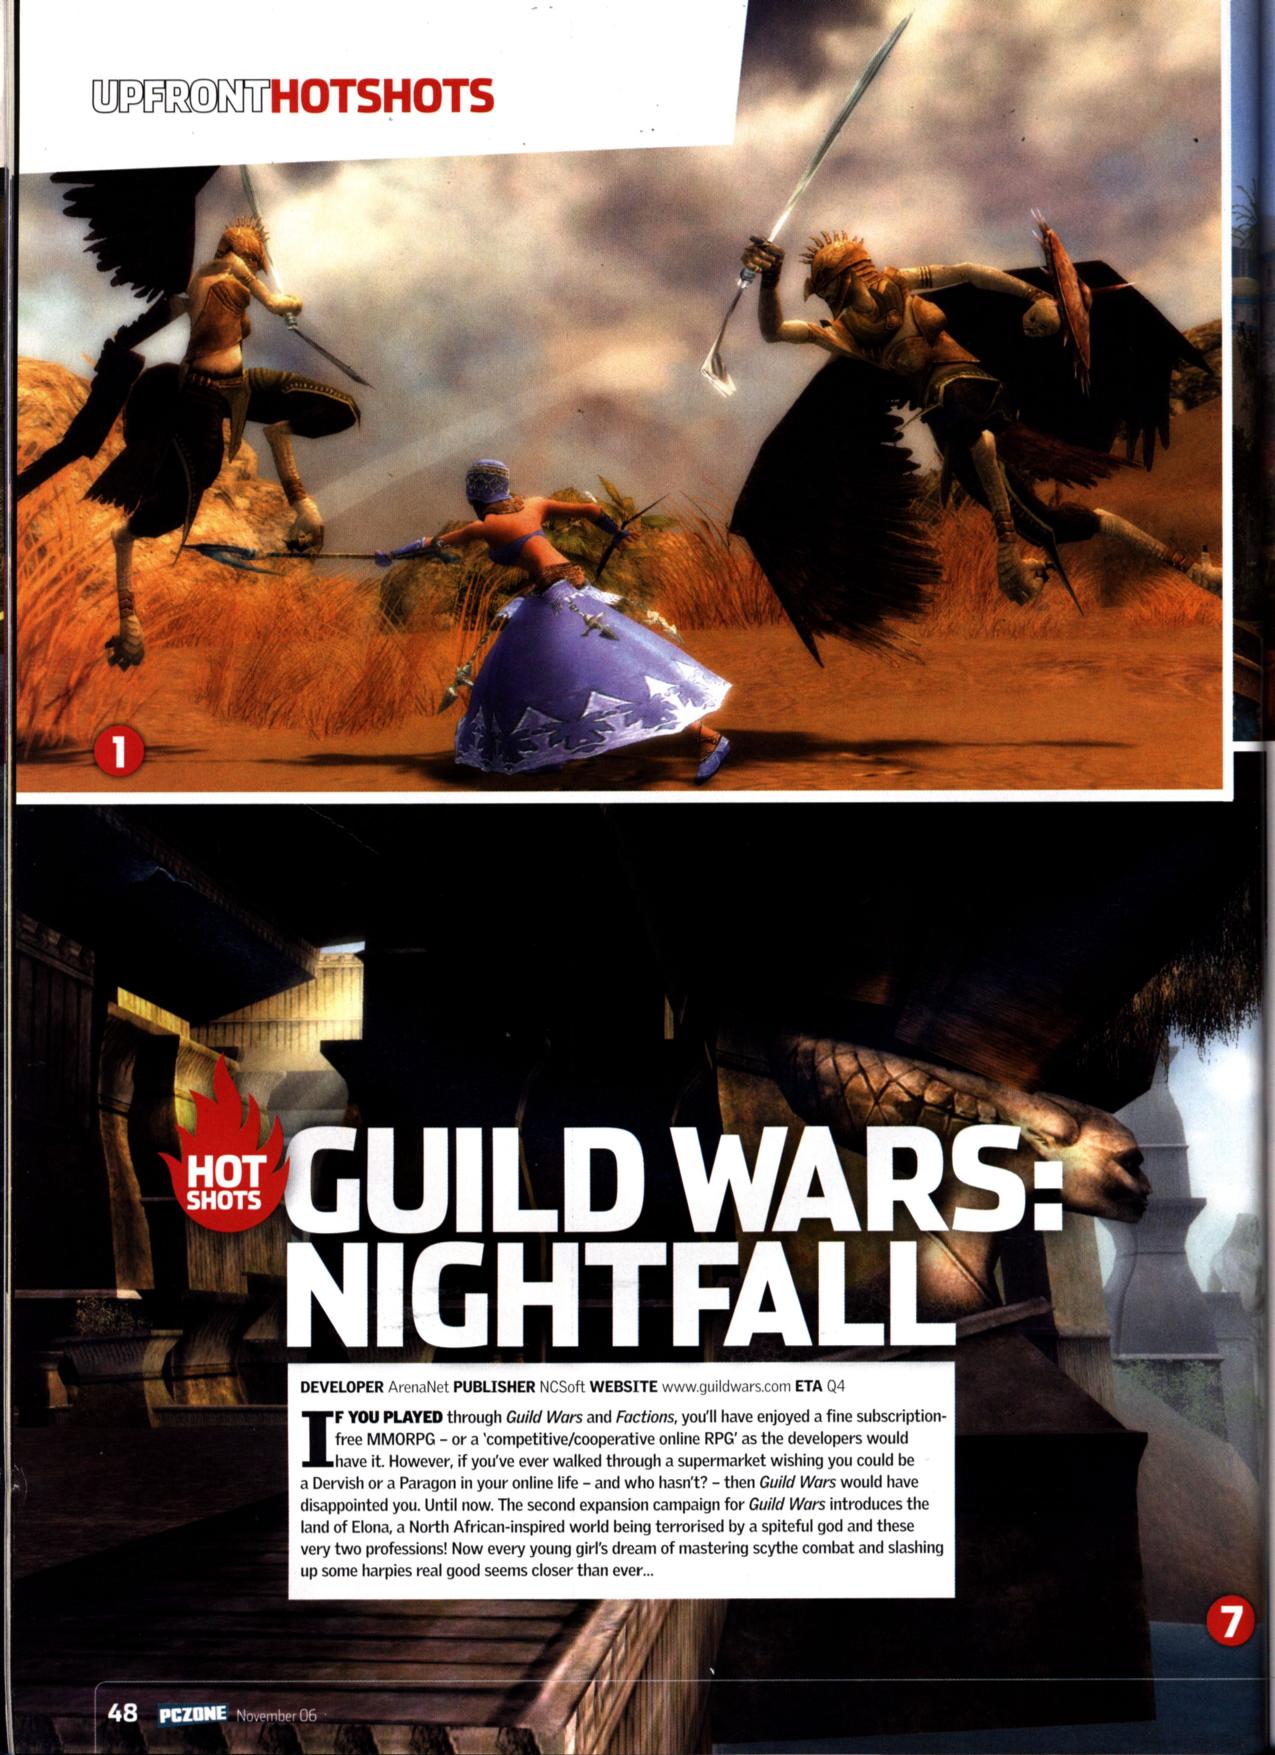 UPFRONTHOTSHOTS
1
HOT
SHOTS
GUILD WARS:
NIGHTFALL
DEVELOPER ArenaNet PUBLISHER NCSoft WEBSITE www.guildwars.com ETA Q4
IF YOU PLAYED through Guild Wars and Factions, you'll have enjoyed a fine subscription-
free MMORPG – or a 'competitive/cooperative online RPG' as the developers would
have it. However, if you've ever walked through a supermarket wishing you could be
a Dervish or a Paragon in your online life – and who hasn't? – then Guild Wars would have
disappointed you. Until now. The second expansion campaign for Guild Wars introduces the
land of Elona, a North African-inspired world being terrorised by a spiteful god and these
very two professions! Now every young girl's dream of mastering scythe combat and slashing
up some harpies real good seems closer than ever...
7
48 PCZONE November 06